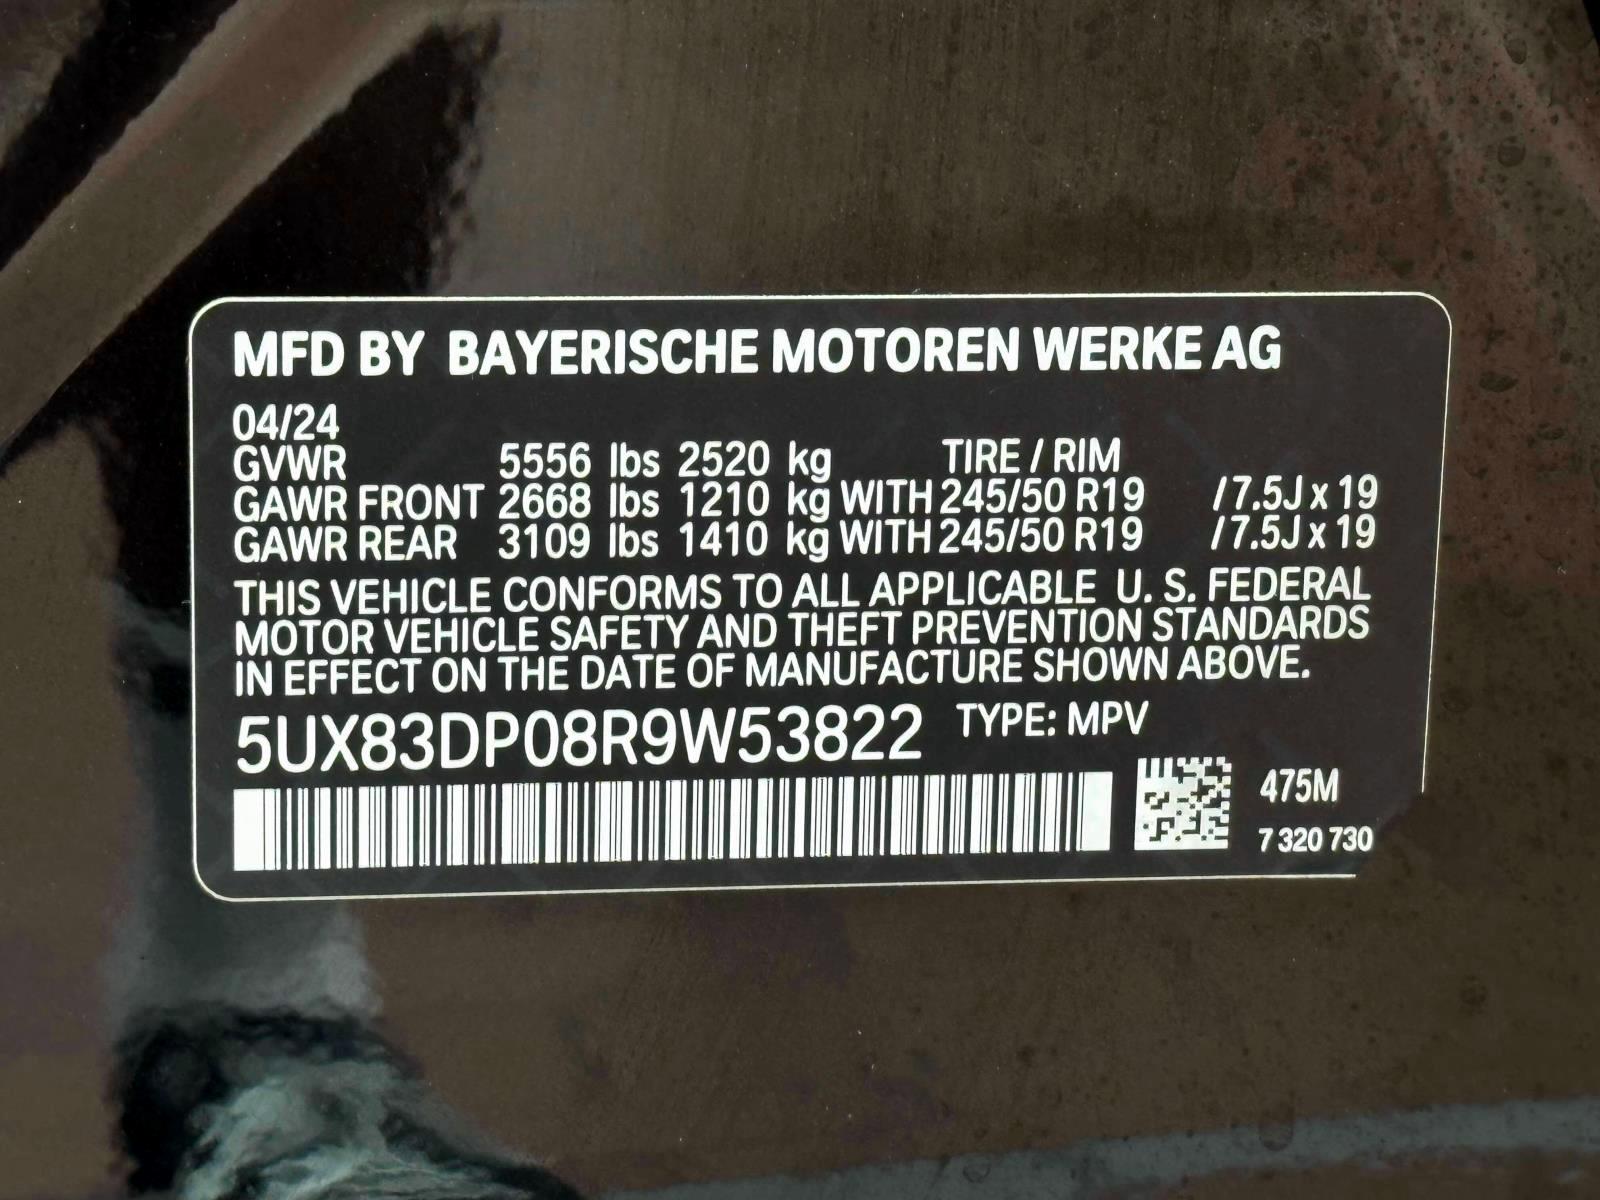 MFD BY BAYERISCHE MOTOREN WERKE AG
04/24
GVWR 5556 lbs 2520 kg TIRE / RIM
GAWR FRONT 2668 lbs 1210 kg WITH 245/50 R19 / 7.5J x 19
GAWR REAR 3109 lbs 1410 kg WITH 245/50 R19 / 7.5J x 19
THIS VEHICLE CONFORMS TO ALL APPLICABLE U. S. FEDERAL
MOTOR VEHICLE SAFETY AND THEFT PREVENTION STANDARDS
IN EFFECT ON THE DATE OF MANUFACTURE SHOWN ABOVE.
5UX83DP08R9W53822 TYPE: MPV
475M
7 320 730